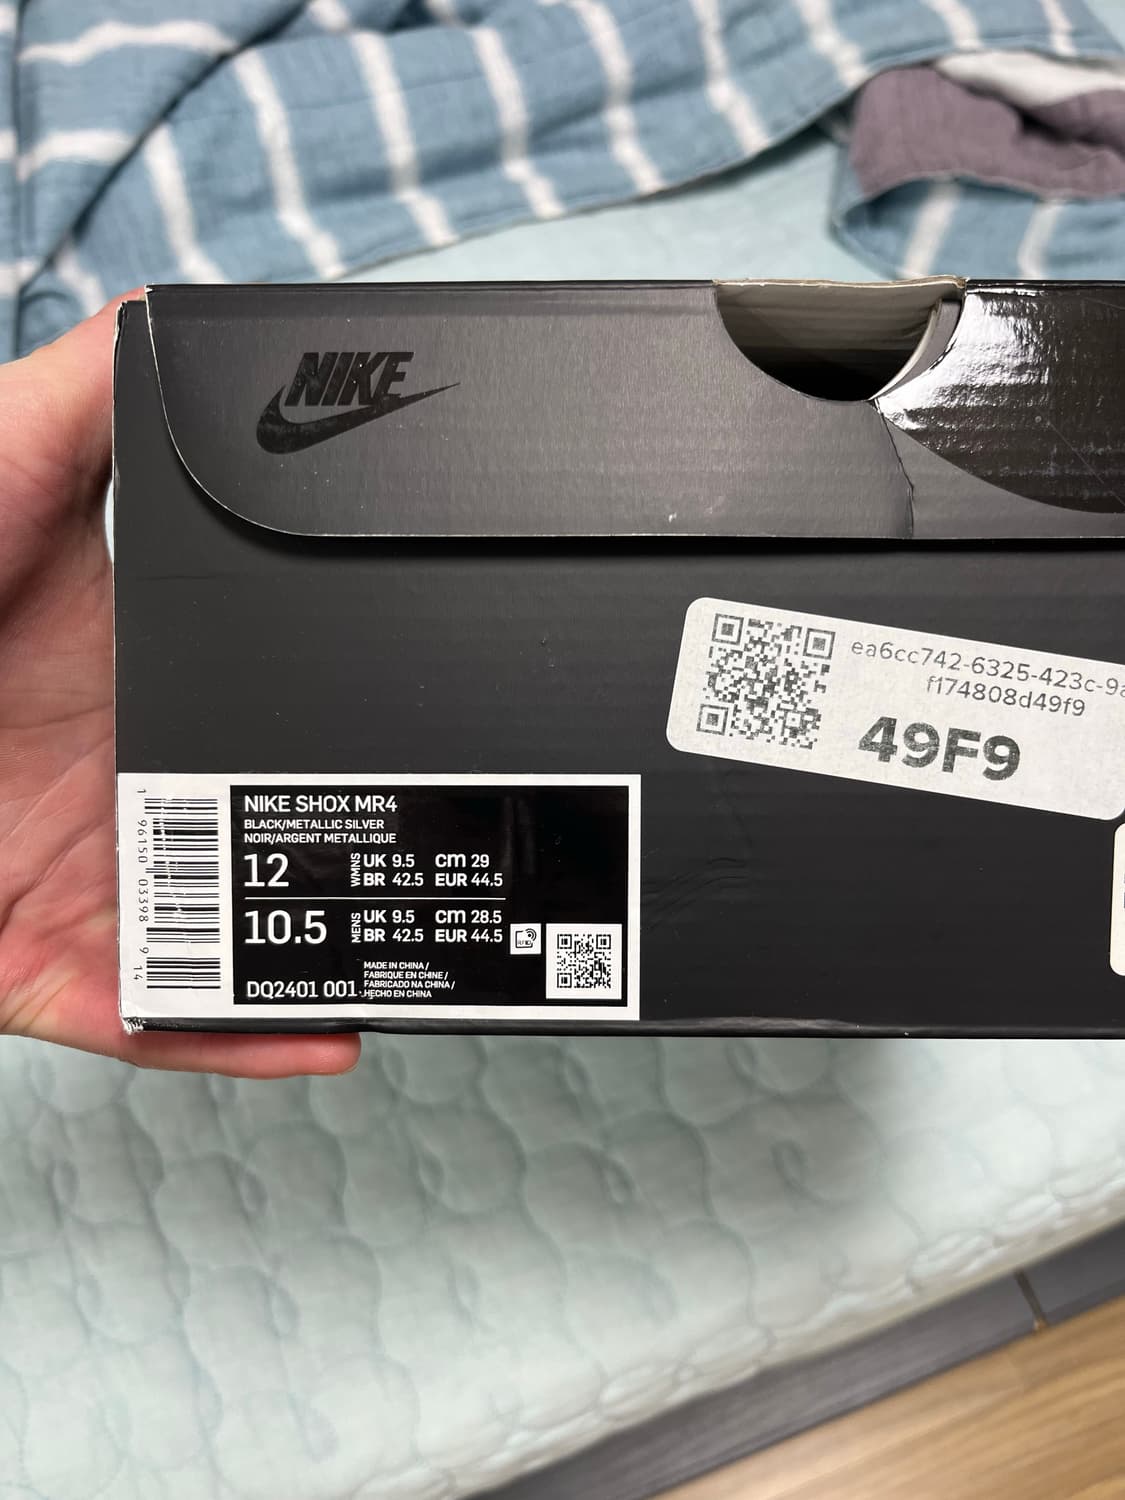 NIKE
ea6cc742-6325-423c-9a
f174808d49f9
49F9
NIKE SHOX MR4
BLACK/METALLIC SILVER
NOIR/ARGENT METALLIQUE
12 WMNS UK 9.5 cm 29
BR 42.5 EUR 44.5
10.5 MENS UK 9.5 cm 28.5
BR 42.5 EUR 44.5
MADE IN CHINA /
FABRIQUE EN CHINE /
FABRICADO NA CHINA /
HECHO EN CHINA
DQ2401 001
1 96150 03398 9 14